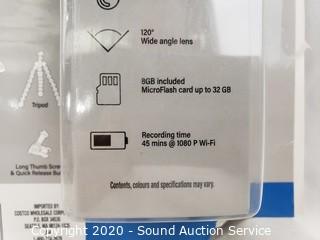 120°
Wide angle lens
8GB included
MicroFlash card up to 32 GB
Tripod
Recording time
45 mins @ 1080 P Wi-Fi
Long Thumb Screw
& Quick Release
Contents, colours and specifications may vary.
IMPORTED BY:
COSTCO WHOLESALE CORP
P.O. BOX
Copyright 2020 - Sound Auction Service